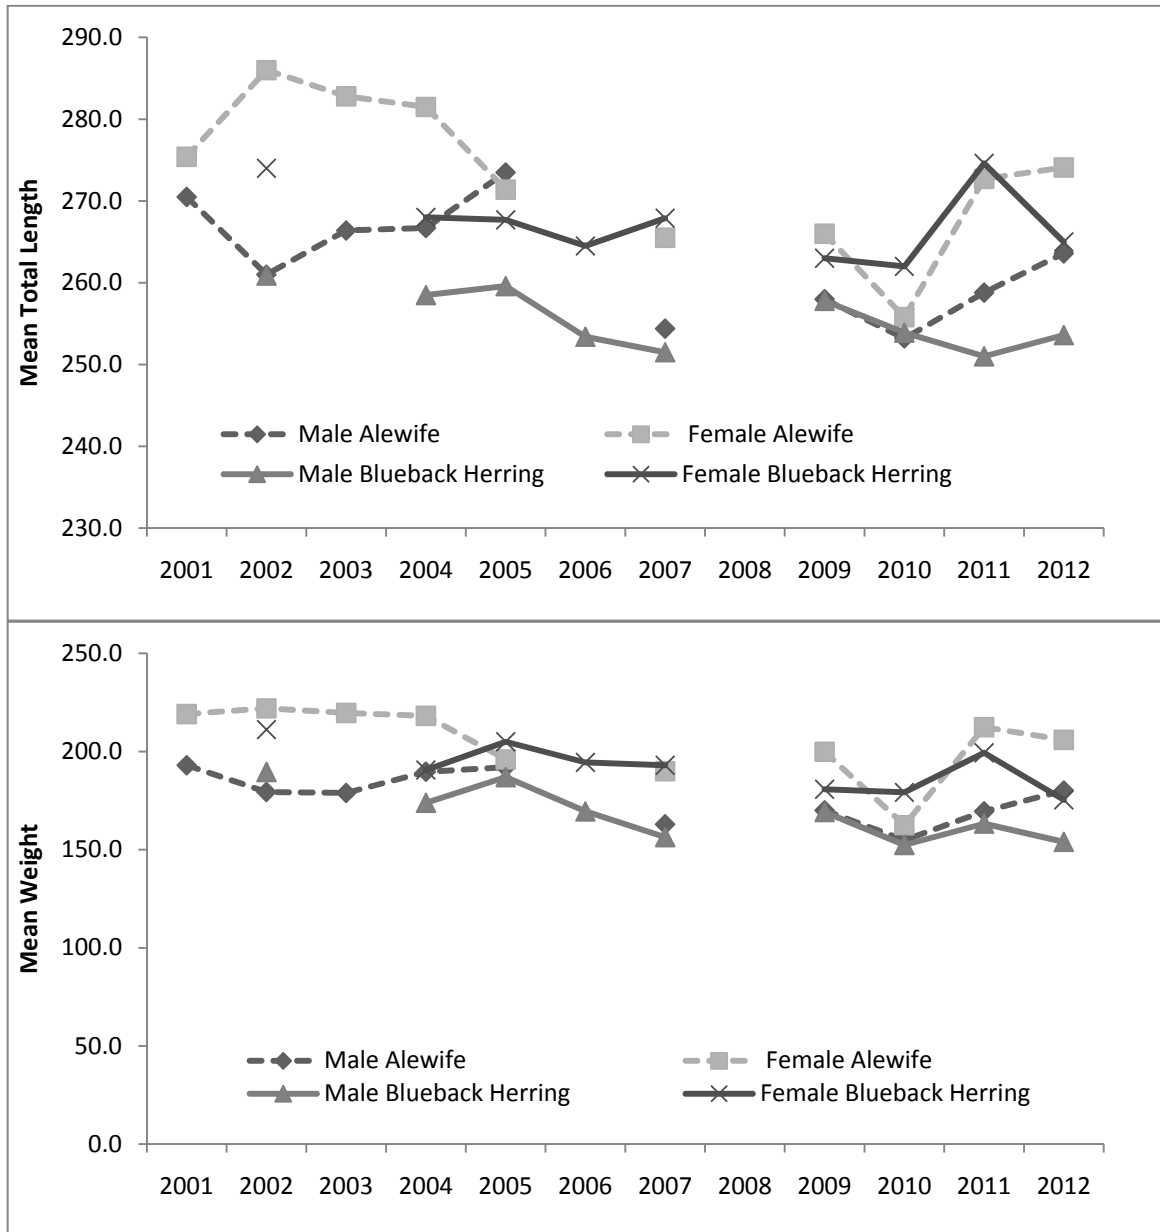 290.0
280.0
270.0
260.0
250.0
240.0
230.0
Mean Total Length
Male Alewife Female Alewife
Male Blueback Herring Female Blueback Herring
2001 2002 2003 2004 2005 2006 2007 2008 2009 2010 2011 2012
250.0
200.0
150.0
100.0
50.0
0.0
Mean Weight
Male Alewife Female Alewife
Male Blueback Herring Female Blueback Herring
2001 2002 2003 2004 2005 2006 2007 2008 2009 2010 2011 2012